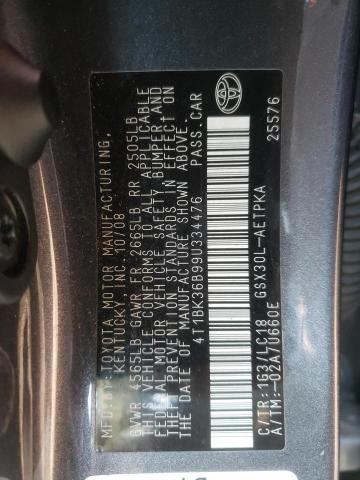 MFD.BY:TOYOTA MOTOR MANUFACTURING,
KENTUCKY, INC. 10/08
GVWR 4565LB GAWR FR 2665LB RR 2505LB
THIS VEHICLE CONFORMS TO ALL APPLICABLE
FEDERAL MOTOR VEHICLE SAFETY, BUMPER, AND
THEFT PREVENTION STANDARDS IN EFFECT ON
THE DATE OF MANUFACTURE SHOWN ABOVE.
4T1BK36B99U334476 PASS.CAR
C/TR:1G3/LC18 GSX30L-AETPKA
A/TM:-02A/U660E 25576